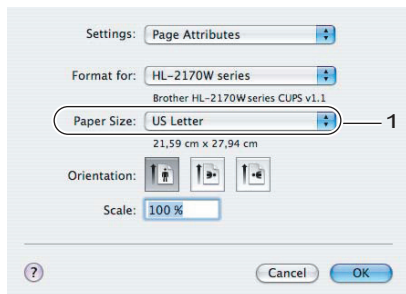 Settings: Page Attributes
Format for: HL-2170W series
Brother HL-2170W series CUPS v1.1
Paper Size: US Letter 1
21,59 cm x 27,94 cm
Orientation:
Scale: 100 %
? Cancel OK